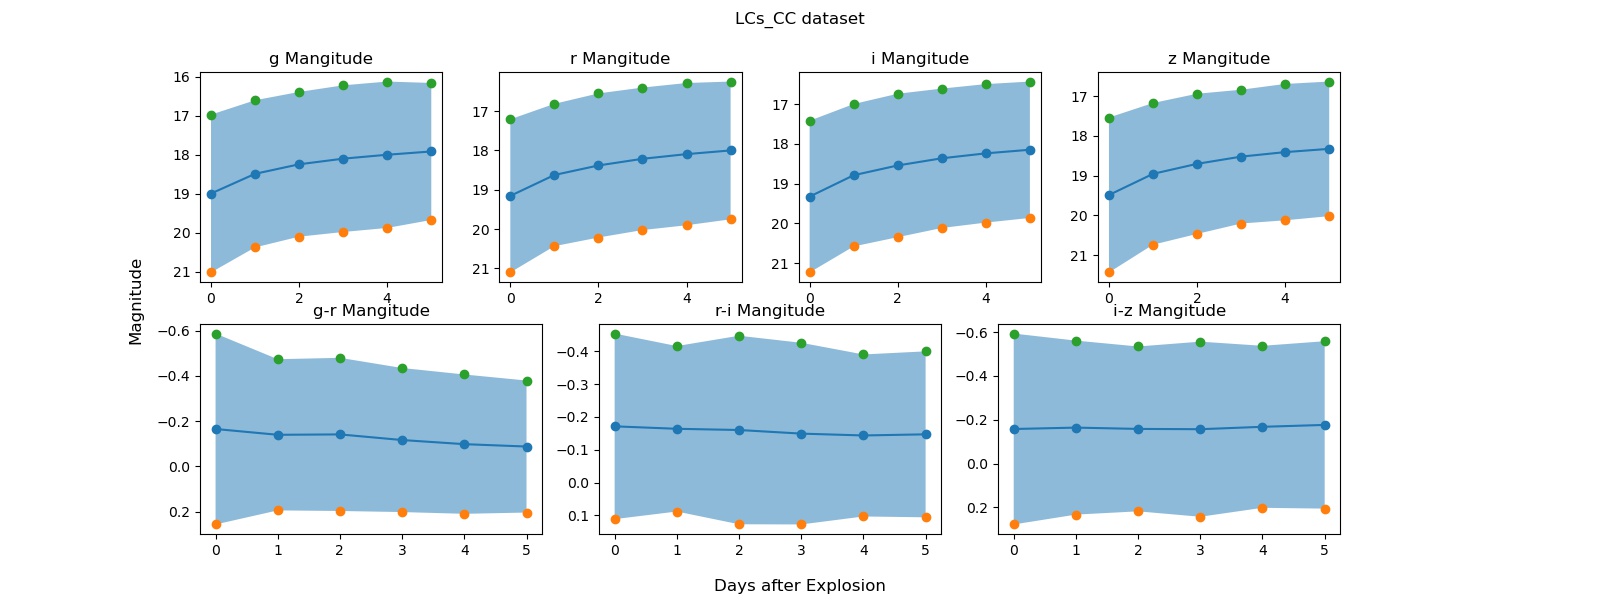 LCs_CC dataset
g Mangitude
r Mangitude
i Mangitude
z Mangitude
16
17
18
19
20
21
0 2 4
17
18
19
20
21
0 2 4
17
18
19
20
21
0 2 4
17
18
19
20
21
0 2 4
Magnitude
g-r Mangitude
r-i Mangitude
i-z Mangitude
−0.6
−0.4
−0.2
0.0
0.2
0 1 2 3 4 5
−0.4
−0.3
−0.2
−0.1
0.0
0.1
0 1 2 3 4 5
−0.6
−0.4
−0.2
0.0
0.2
0 1 2 3 4 5
Days after Explosion